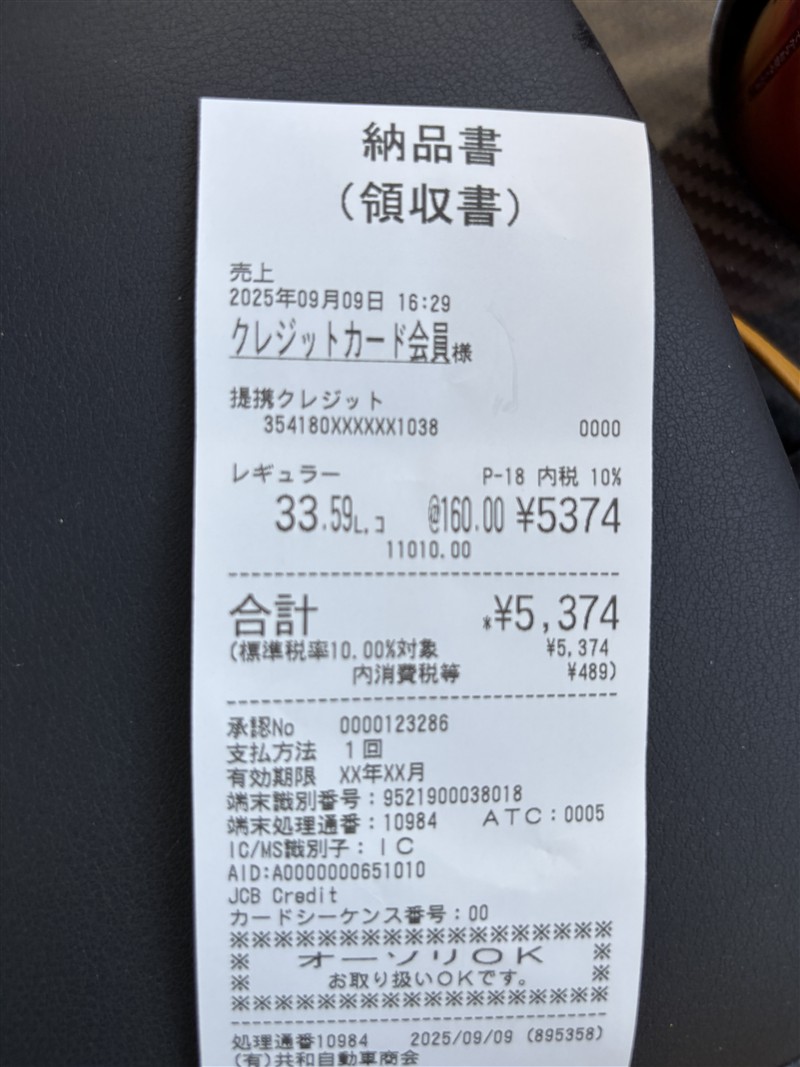 納品書
(領収書)
売上
2025年09月09日 16:29
クレジットカード会員様
提携クレジット
354180XXXXXX1038 0000
レギュラー P-18 内税 10%
33.59L.コ @160.00 ¥5374
11010.00
合計 *¥5,374
(標準税率10.00%対象 ¥5,374
内消費税等 ¥489)
承認No 0000123286
支払方法 1回
有効期限 XX年XX月
端末識別番号:9521900038018
端末処理通番:10984 ATC:0005
IC/MS識別子:IC
AID:A0000000651010
JCB Credit
カードシーケンス番号:00
※※※※※※※※※※※※※※※※※※※※
※ オーソリOK ※
※ お取り扱いOKです。 ※
※※※※※※※※※※※※※※※※※※※※
処理通番10984 2025/09/09 (895358)
(有)共和自動車商会